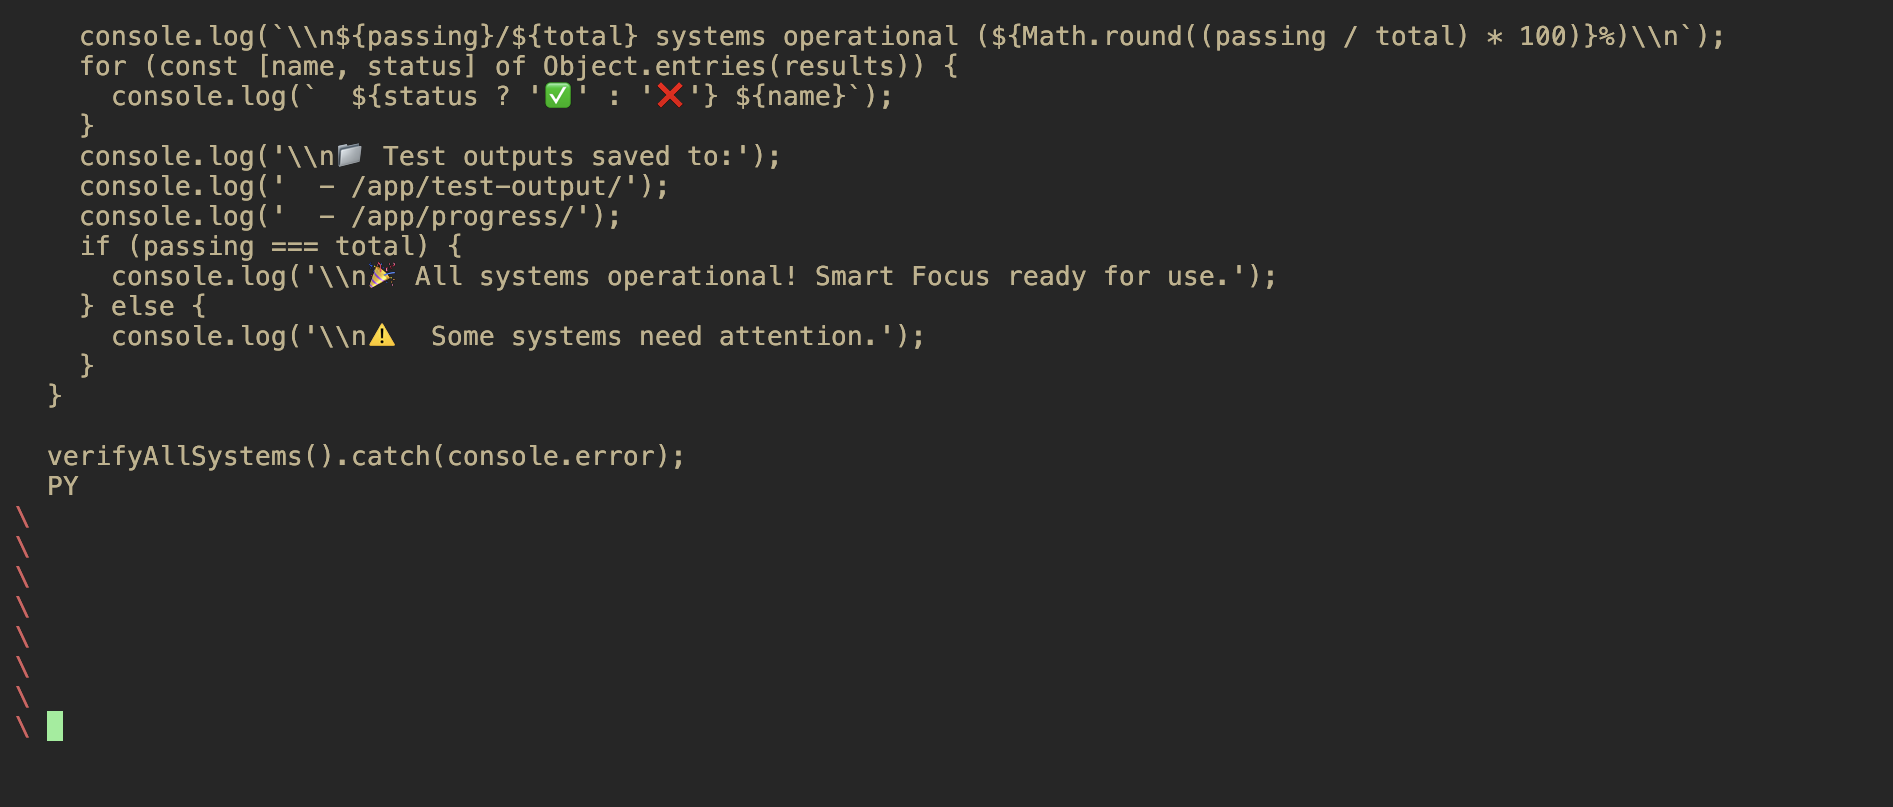 console.log(`\\n${passing}/${total} systems operational (${Math.round((passing / total) * 100)}%)\\n`);
    for (const [name, status] of Object.entries(results)) {
      console.log(`  ${status ? '✅' : '❌'} ${name}`);
    }
    console.log('\\n📁 Test outputs saved to:');
    console.log('  - /app/test-output/');
    console.log('  - /app/progress/');
    if (passing === total) {
      console.log('\\n🎉 All systems operational! Smart Focus ready for use.');
    } else {
      console.log('\\n⚠️  Some systems need attention.');
    }
  }

  verifyAllSystems().catch(console.error);
  PY
\
\
\
\
\
\
\
\